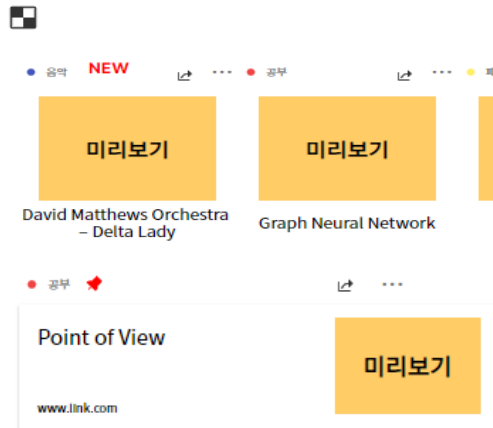 음악 NEW
공부
미리보기
미리보기
David Matthews Orchestra
– Delta Lady
Graph Neural Network
공부
Point of View
미리보기
www.link.com